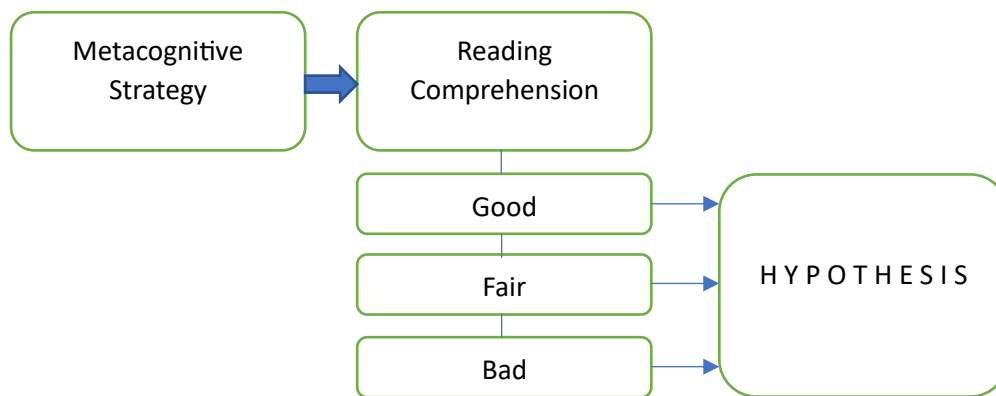 Metacognitive
Strategy
Reading
Comprehension
Good
Fair
Bad
H Y P O T H E S I S